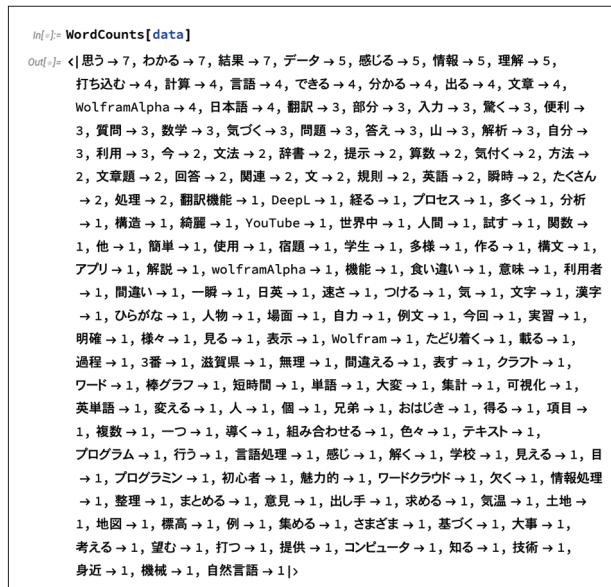 In[•]:= WordCounts[data]
Out[•]= <|思う → 7, わかる → 7, 結果 → 7, データ → 5, 感じる → 5, 情報 → 5, 理解 → 5,
打ち込む → 4, 計算 → 4, 言語 → 4, できる → 4, 分かる → 4, 出る → 4, 文章 → 4,
WolframAlpha → 4, 日本語 → 4, 翻訳 → 3, 部分 → 3, 入力 → 3, 驚く → 3, 便利
→ 3, 質問 → 3, 数学 → 3, 気づく → 3, 問題 → 3, 答え → 3, 山 → 3, 解析 → 3, 自分
→ 3, 利用 → 3, 今 → 2, 文法 → 2, 辞書 → 2, 提示 → 2, 算数 → 2, 気付く → 2, 方法 →
2, 文章題 → 2, 回答 → 2, 関連 → 2, 文 → 2, 規則 → 2, 英語 → 2, 瞬時 → 2, たくさん
→ 2, 処理 → 2, 翻訳機能 → 1, DeepL → 1, 経る → 1, プロセス → 1, 多く → 1, 分析
→ 1, 構造 → 1, 綺麗 → 1, YouTube → 1, 世界中 → 1, 人間 → 1, 試す → 1, 関数 →
1, 他 → 1, 簡単 → 1, 使用 → 1, 宿題 → 1, 学生 → 1, 多様 → 1, 作る → 1, 構文 → 1,
アプリ → 1, 解説 → 1, wolframAlpha → 1, 機能 → 1, 食い違い → 1, 意味 → 1, 利用者
→ 1, 間違い → 1, 一瞬 → 1, 日英 → 1, 速さ → 1, つける → 1, 気 → 1, 文字 → 1, 漢字
→ 1, ひらがな → 1, 人物 → 1, 場面 → 1, 自力 → 1, 例文 → 1, 今回 → 1, 実習 → 1,
明確 → 1, 様々 → 1, 見る → 1, 表示 → 1, Wolfram → 1, たどり着く → 1, 載る → 1,
過程 → 1, 3番 → 1, 滋賀県 → 1, 無理 → 1, 間違える → 1, 表す → 1, クラフト → 1,
ワード → 1, 棒グラフ → 1, 短時間 → 1, 単語 → 1, 大変 → 1, 集計 → 1, 可視化 → 1,
英単語 → 1, 変える → 1, 人 → 1, 個 → 1, 兄弟 → 1, おはじき → 1, 得る → 1, 項目 →
1, 複数 → 1, 一つ → 1, 導く → 1, 組み合わせる → 1, 色々 → 1, テキスト → 1,
プログラム → 1, 行う → 1, 言語処理 → 1, 感じ → 1, 解く → 1, 学校 → 1, 見える → 1, 目
→ 1, プログラミン → 1, 初心者 → 1, 魅力的 → 1, ワードクラウド → 1, 欠く → 1, 情報処理
→ 1, 整理 → 1, まとめる → 1, 意見 → 1, 出し手 → 1, 求める → 1, 気温 → 1, 土地 →
1, 地図 → 1, 標高 → 1, 例 → 1, 集める → 1, さまざま → 1, 基づく → 1, 大事 → 1,
考える → 1, 望む → 1, 打つ → 1, 提供 → 1, コンピュータ → 1, 知る → 1, 技術 → 1,
身近 → 1, 機械 → 1, 自然言語 → 1|>